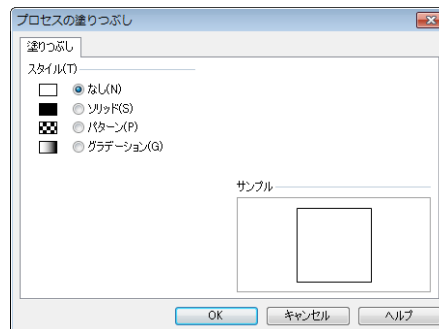 プロセスの塗りつぶし
塗りつぶし
スタイル(T)
なし(N)
ソリッド(S)
パターン(P)
グラデーション(G)
サンプル
OK キャンセル ヘルプ